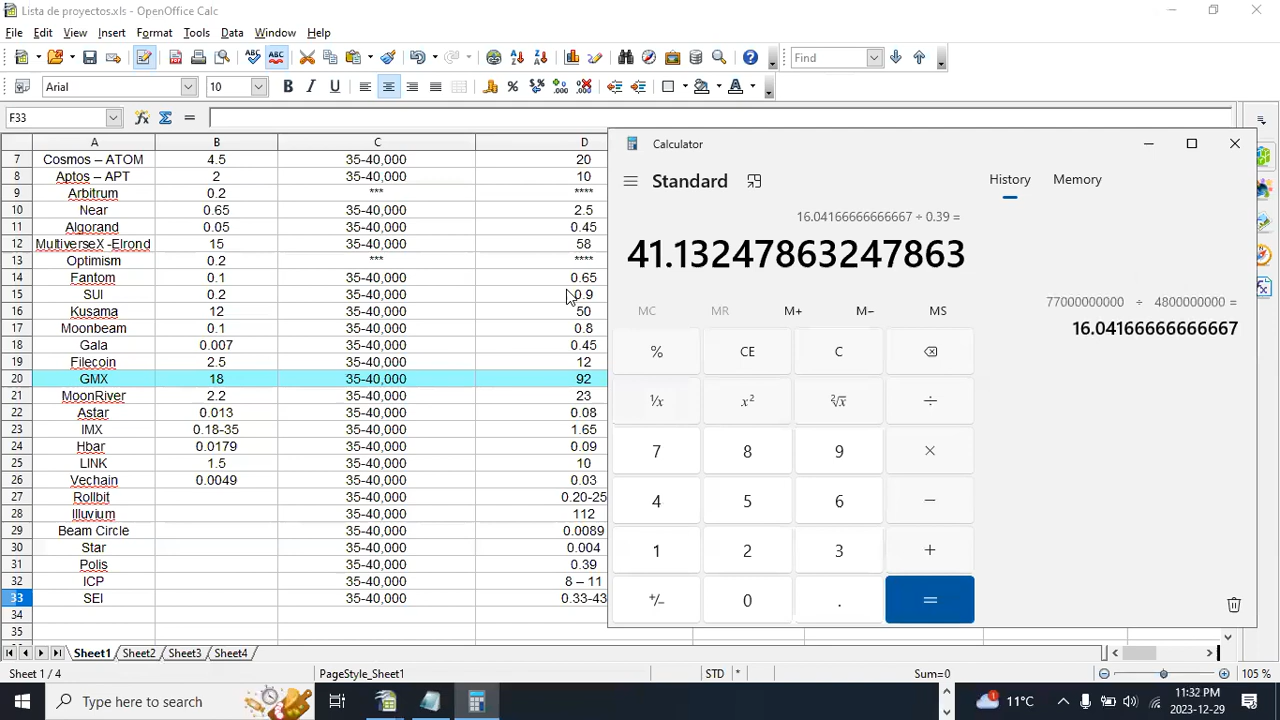 Lista de proyectos.xls - OpenOffice Calc
File Edit View Insert Format Tools Data Window Help
Find
Arial 10 B I U A
F33
A B C D
7 Cosmos – ATOM 4.5 35-40,000 20
8 Aptos – APT 2 35-40,000 10
9 Arbitrum 0.2 *** ****
10 Near 0.65 35-40,000 2.5
11 Algorand 0.05 35-40,000 0.45
12 MultiverseX -Elrond 15 35-40,000 58
13 Optimism 0.2 *** ****
14 Fantom 0.1 35-40,000 0.65
15 SUI 0.2 35-40,000 0.9
16 Kusama 12 35-40,000 50
17 Moonbeam 0.1 35-40,000 0.8
18 Gala 0.007 35-40,000 0.45
19 Filecoin 2.5 35-40,000 12
20 GMX 18 35-40,000 92
21 MoonRiver 2.2 35-40,000 23
22 Astar 0.013 35-40,000 0.08
23 IMX 0.18-35 35-40,000 1.65
24 Hbar 0.0179 35-40,000 0.09
25 LINK 1.5 35-40,000 10
26 Vechain 0.0049 35-40,000 0.03
27 Rollbit 35-40,000 0.20-25
28 Illuvium 35-40,000 112
29 Beam Circle 35-40,000 0.0089
30 Star 35-40,000 0.004
31 Polis 35-40,000 0.39
32 ICP 35-40,000 8 – 11
33 SEI 35-40,000 0.33-43
34
35
Calculator
Standard
History Memory
16.04166666666667 ÷ 0.39 =
41.13247863247863
77000000000 ÷ 4800000000 =
16.04166666666667
MC MR M+ M− MS
% CE C
¹/x x² ²√x ÷
7 8 9 ×
4 5 6 −
1 2 3 +
+/− 0 . =
Sheet1 Sheet2 Sheet3 Sheet4
Sheet 1 / 4 PageStyle_Sheet1 STD * Sum=0 105 %
Type here to search
1 11°C
11:32 PM
2023-12-29